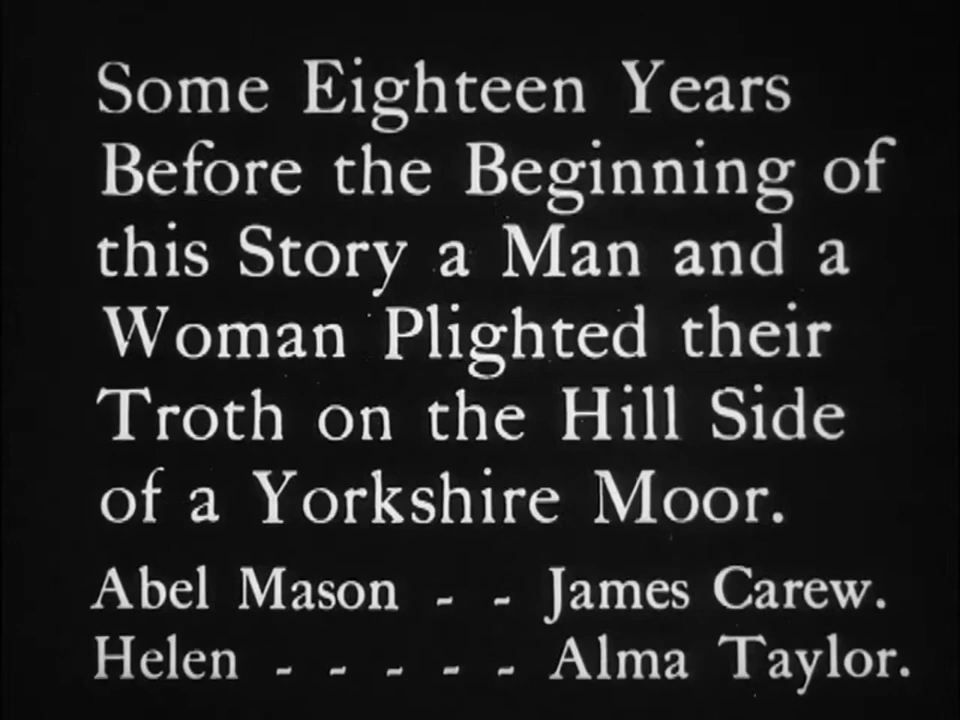 Some Eighteen Years
Before the Beginning of
this Story a Man and a
Woman Plighted their
Troth on the Hill Side
of a Yorkshire Moor.
Abel Mason - - James Carew.
Helen - - - - - Alma Taylor.